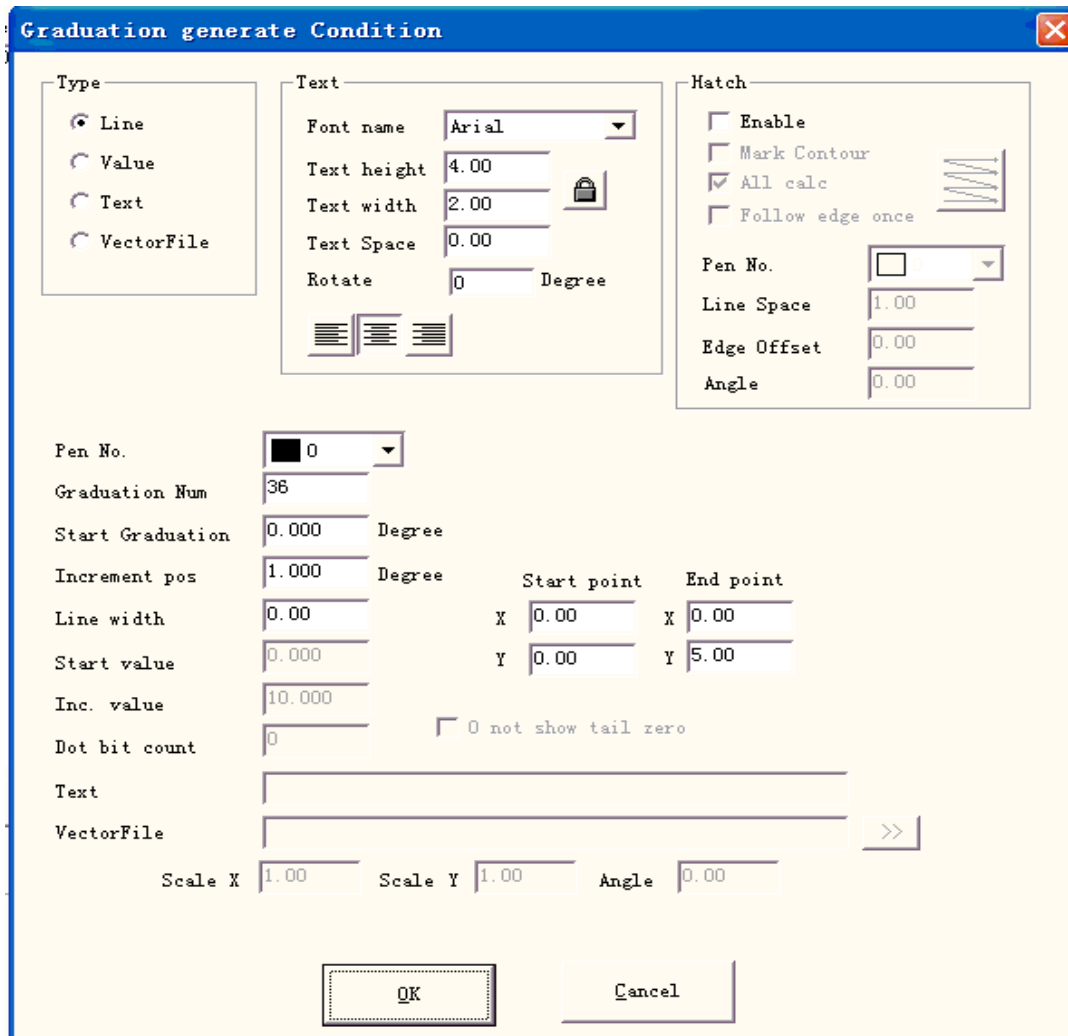 Graduation generate Condition
Type
Line
Value
Text
VectorFile
Text
Font name Arial
Text height 4.00
Text width 2.00
Text Space 0.00
Rotate 0 Degree
Hatch
Enable
Mark Contour
All calc
Follow edge once
Pen No. 0
Line Space 1.00
Edge Offset 0.00
Angle 0.00
Pen No. 0
Graduation Num 36
Start Graduation 0.000 Degree
Increment pos 1.000 Degree
Line width 0.00
Start value 0.000
Inc. value 10.000
Dot bit count 0
Start point End point
X 0.00 X 0.00
Y 0.00 Y 5.00
O not show tail zero
Text
VectorFile >>
Scale X 1.00 Scale Y 1.00 Angle 0.00
OK Cancel